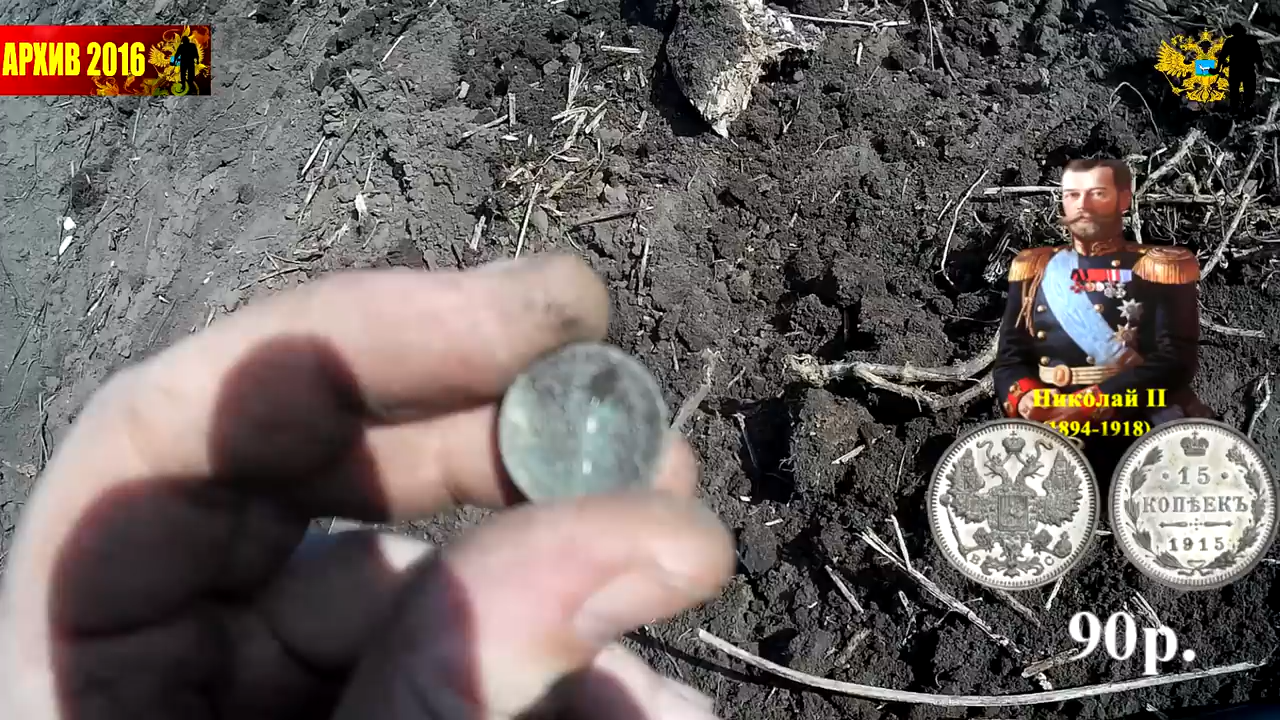 АРХИВ 2016
Николай II
(1894-1918)
15
КОПѢЕКЪ
1915
90р.